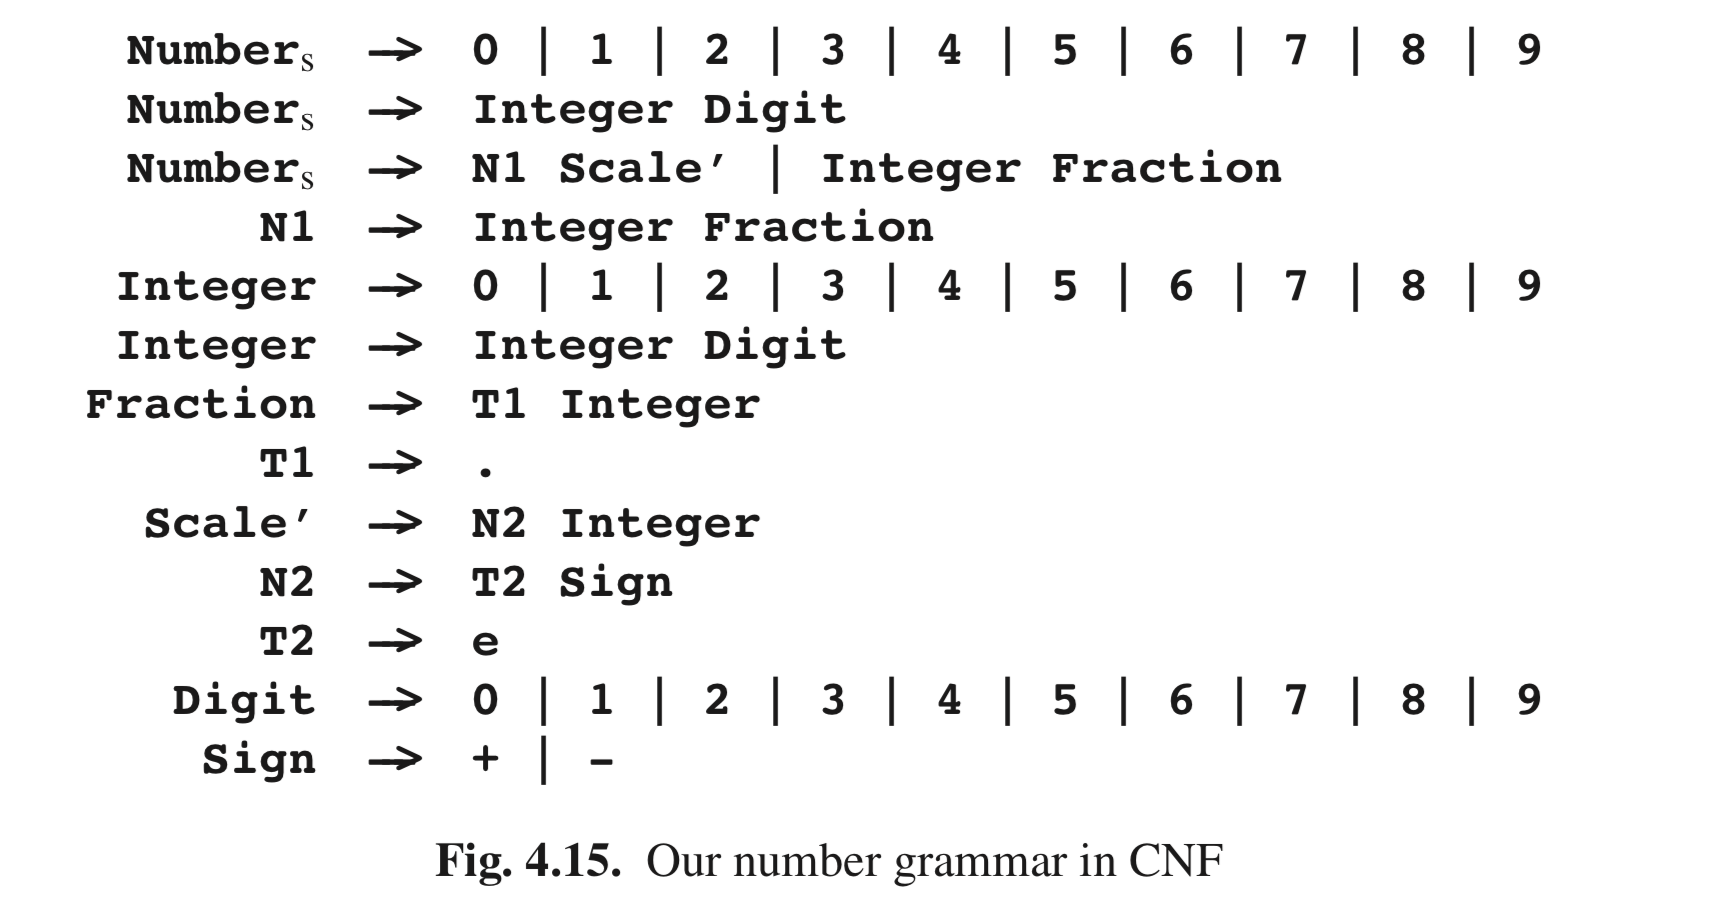 Numbers → 0 | 1 | 2 | 3 | 4 | 5 | 6 | 7 | 8 | 9
Numbers → Integer Digit
Numbers → N1 Scale′ | Integer Fraction
N1 → Integer Fraction
Integer → 0 | 1 | 2 | 3 | 4 | 5 | 6 | 7 | 8 | 9
Integer → Integer Digit
Fraction → T1 Integer
T1 → .
Scale′ → N2 Integer
N2 → T2 Sign
T2 → e
Digit → 0 | 1 | 2 | 3 | 4 | 5 | 6 | 7 | 8 | 9
Sign → + | -
Fig. 4.15. Our number grammar in CNF